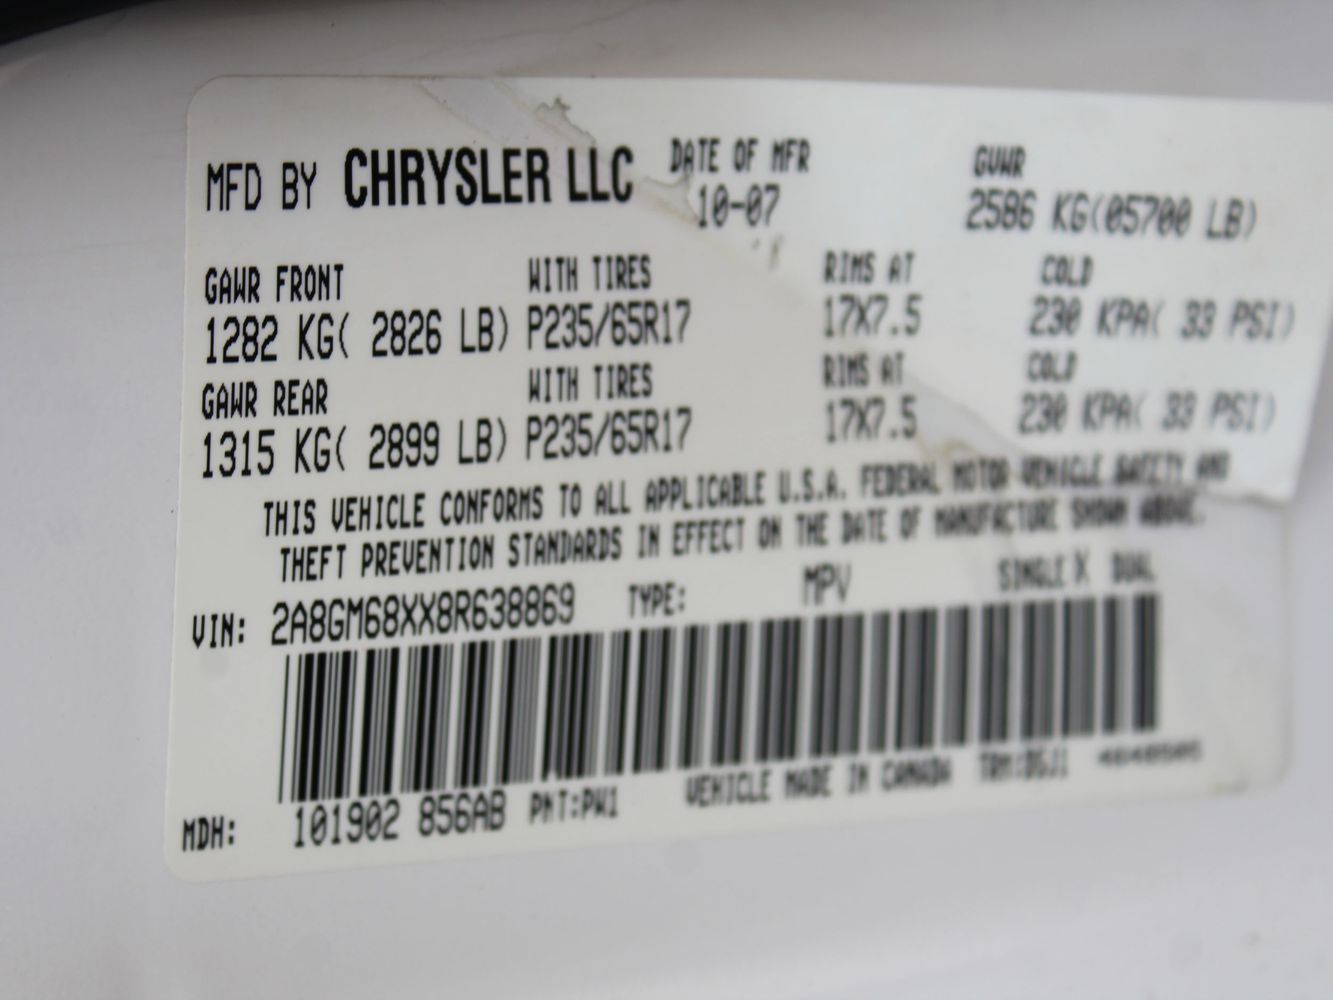 MFD BY CHRYSLER LLC DATE OF MFR GVWR
10-07 2586 KG(05700 LB)
GAWR FRONT WITH TIRES RIMS AT COLD
1282 KG( 2826 LB) P235/65R17 17X7.5 230 KPA( 33 PSI)
GAWR REAR WITH TIRES RIMS AT COLD
1315 KG( 2899 LB) P235/65R17 17X7.5 230 KPA( 33 PSI)
THIS VEHICLE CONFORMS TO ALL APPLICABLE U.S.A. FEDERAL MOTOR VEHICLE SAFETY AND
THEFT PREVENTION STANDARDS IN EFFECT ON THE DATE OF MANUFACTURE SHOWN ABOVE.
VIN: 2A8GM68XX8R638869 TYPE: MPV SINGLE X DUAL
MDH: 101902 856AB PNT:PW1 VEHICLE MADE IN CANADA